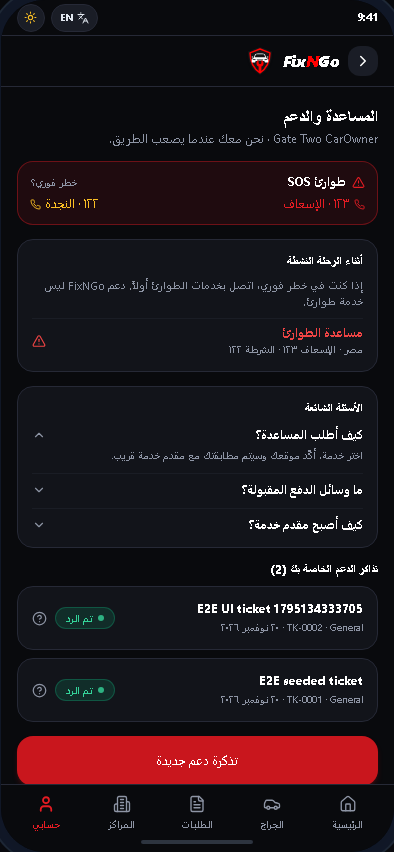 9:41
EN
FixNGo
المساعدة والدعم
Gate Two CarOwner · نحن معك عندما يصعب الطريق.
طوارئ SOS
خطر فوري؟
١٢٣ · الإسعاف
١٢٢ · النجدة
أثناء الرحلة النشطة
إذا كنت في خطر فوري، اتصل بخدمات الطوارئ أولاً. دعم FixNGo ليس
خدمة طوارئ.
مساعدة الطوارئ
مصر · الإسعاف ١٢٣ · الشرطة ١٢٢
الأسئلة الشائعة
كيف أطلب المساعدة؟
اختر خدمة، أكّد موقعك وسيتم مطابقتك مع مقدم خدمة قريب.
ما وسائل الدفع المقبولة؟
كيف أصبح مقدم خدمة؟
تذاكر الدعم الخاصة بك (2)
E2E UI ticket 1795134333705
تم الرد
TK-0002 · General · ٢٠ نوفمبر ٢٠٢٦
E2E seeded ticket
تم الرد
TK-0001 · General · ٢٠ نوفمبر ٢٠٢٦
تذكرة دعم جديدة
الرئيسية
الجراج
الطلبات
المراكز
حسابي